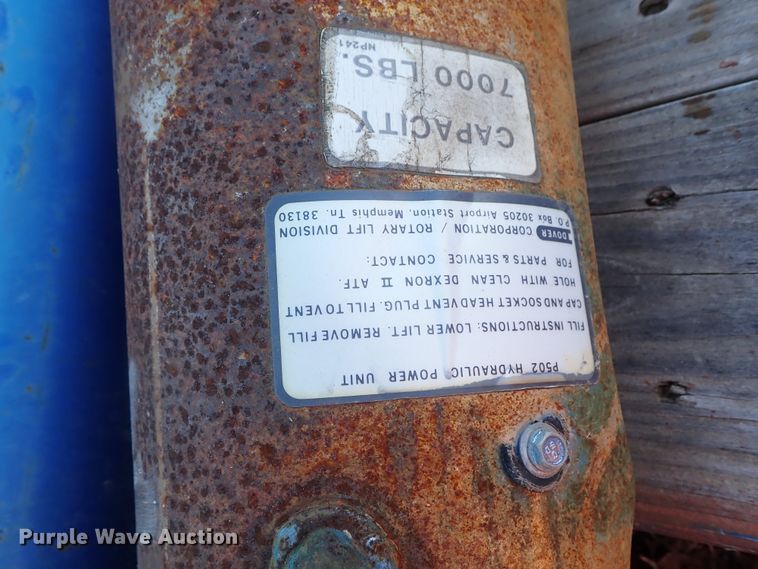 P502 HYDRAULIC POWER UNIT
FILL INSTRUCTIONS: LOWER LIFT. REMOVE FILL
CAP AND SOCKET HEAD VENT PLUG. FILL TO VENT
HOLE WITH CLEAN DEXRON II ATF.
FOR PARTS & SERVICE CONTACT:
DOVER CORPORATION / ROTARY LIFT DIVISION
P.O. Box 30205 Airport Station, Memphis Tn. 38130
CAPACITY
7000 LBS.
NP241
Purple Wave Auction